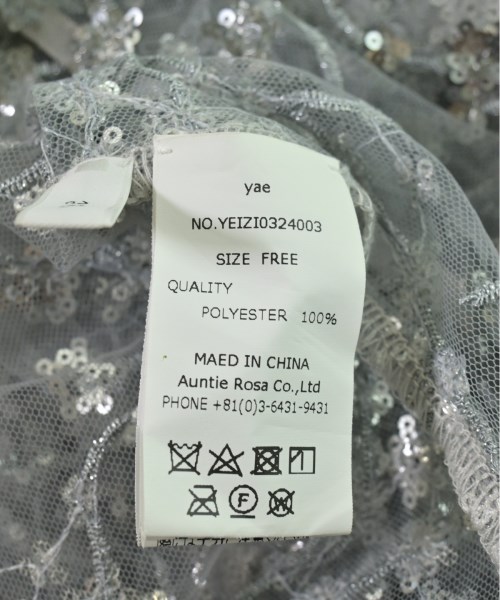 yae
NO.YEIZI0324003
SIZE FREE
QUALITY
POLYESTER 100%
MAED IN CHINA
Auntie Rosa Co.,Ltd
PHONE +81(0)3-6431-9431
F
W